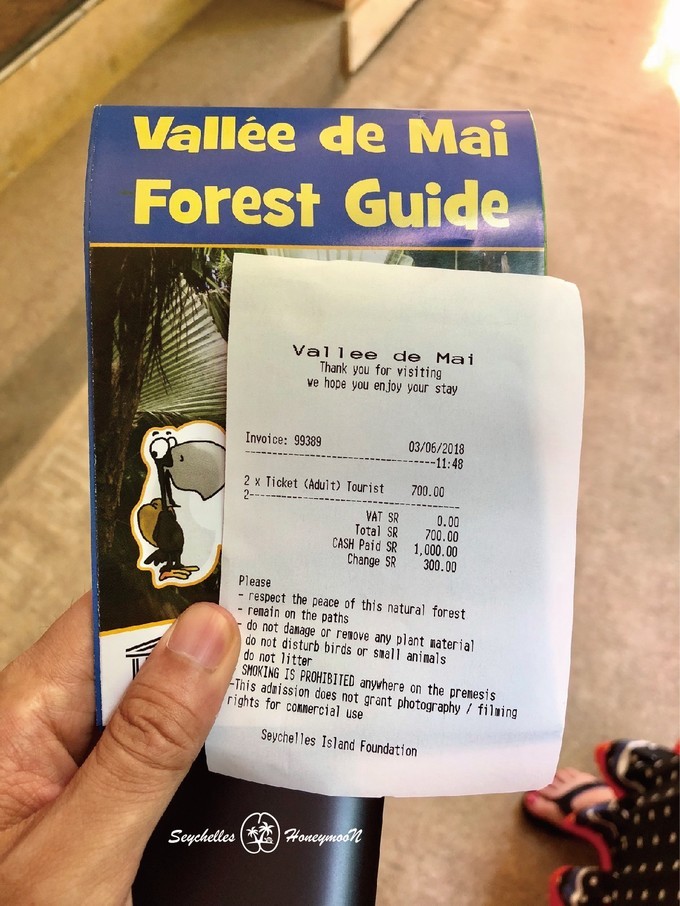 Vallée de Mai
Forest Guide
Vallee de Mai
Thank you for visiting
we hope you enjoy your stay
Invoice: 99389 03/06/2018
--------------------------------11:48
2 x Ticket (Adult) Tourist 700.00
2-----------------------------------
VAT SR 0.00
Total SR 700.00
CASH Paid SR 1,000.00
Change SR 300.00
Please
- respect the peace of this natural forest
- remain on the paths
- do not damage or remove any plant material
do not disturb birds or small animals
do not litter
SMOKING IS PROHIBITED anywhere on the premesis
-This admission does not grant photography / filming
rights for commercial use
Seychelles Island Foundation
Seychelles HoneymooN